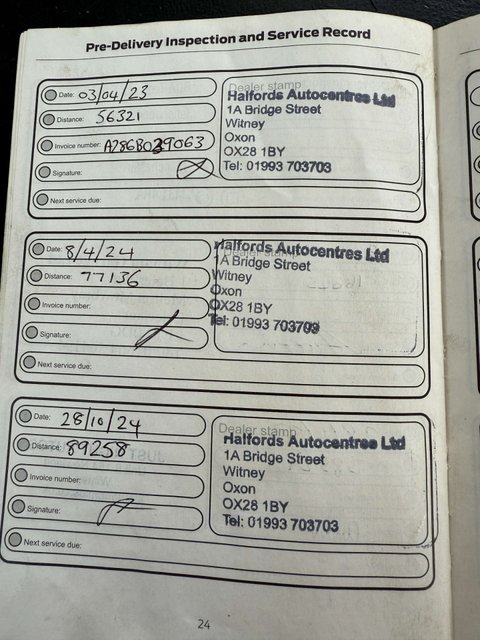 Pre-Delivery Inspection and Service Record
Date: 03/04/23
Distance: 56321
Invoice number: A286B039063
Signature:
Next service due:
Dealer stamp
Halfords Autocentres Ltd
1A Bridge Street
Witney
Oxon
OX28 1BY
Tel: 01993 703703
Date: 8/4/24
Distance: 77136
Invoice number:
Signature:
Next service due:
Dealer stamp
Halfords Autocentres Ltd
1A Bridge Street
Witney
Oxon
OX28 1BY
Tel: 01993 703703
Date: 28/10/24
Distance: 89258
Invoice number:
Signature:
Next service due:
Dealer stamp
Halfords Autocentres Ltd
1A Bridge Street
Witney
Oxon
OX28 1BY
Tel: 01993 703703
24